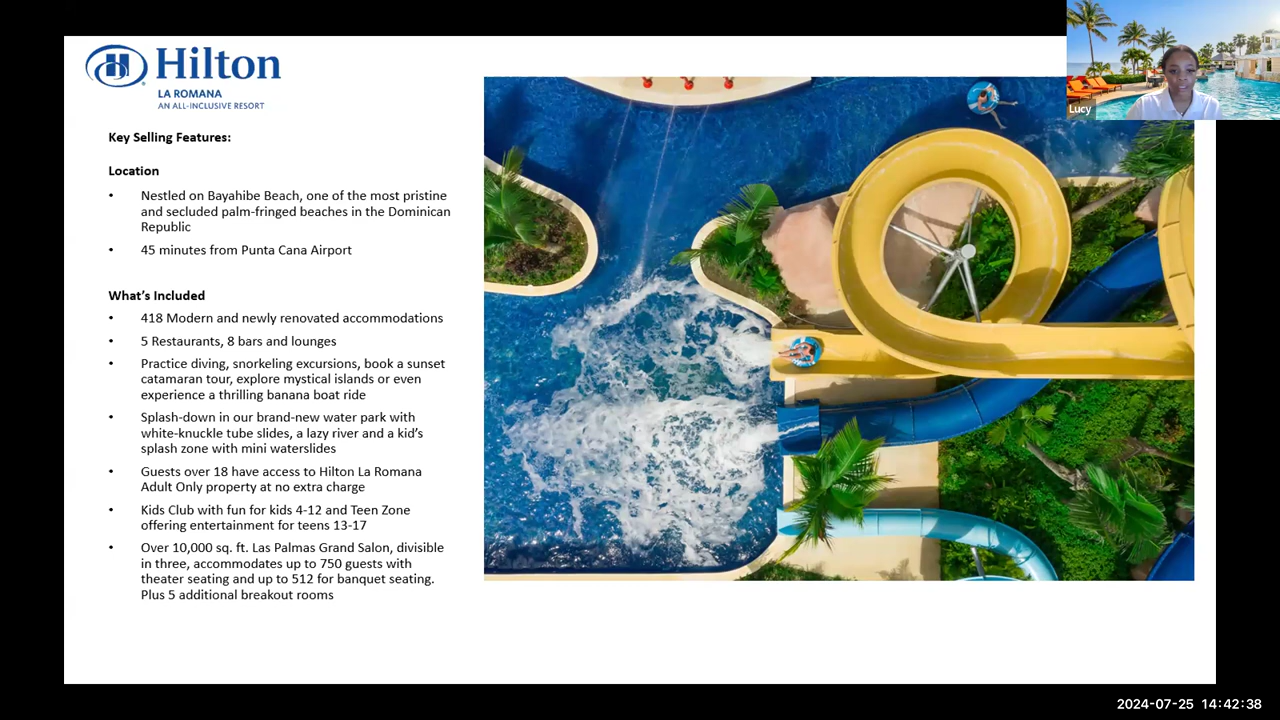 Hilton
LA ROMANA
AN ALL-INCLUSIVE RESORT
Key Selling Features:
Location
• Nestled on Bayahibe Beach, one of the most pristine
and secluded palm-fringed beaches in the Dominican
Republic
• 45 minutes from Punta Cana Airport
What's Included
• 418 Modern and newly renovated accommodations
• 5 Restaurants, 8 bars and lounges
• Practice diving, snorkeling excursions, book a sunset
catamaran tour, explore mystical islands or even
experience a thrilling banana boat ride
• Splash-down in our brand-new water park with
white-knuckle tube slides, a lazy river and a kid's
splash zone with mini waterslides
• Guests over 18 have access to Hilton La Romana
Adult Only property at no extra charge
• Kids Club with fun for kids 4-12 and Teen Zone
offering entertainment for teens 13-17
• Over 10,000 sq. ft. Las Palmas Grand Salon, divisible
in three, accommodates up to 750 guests with
theater seating and up to 512 for banquet seating.
Plus 5 additional breakout rooms
Lucy
2024-07-25 14:42:38